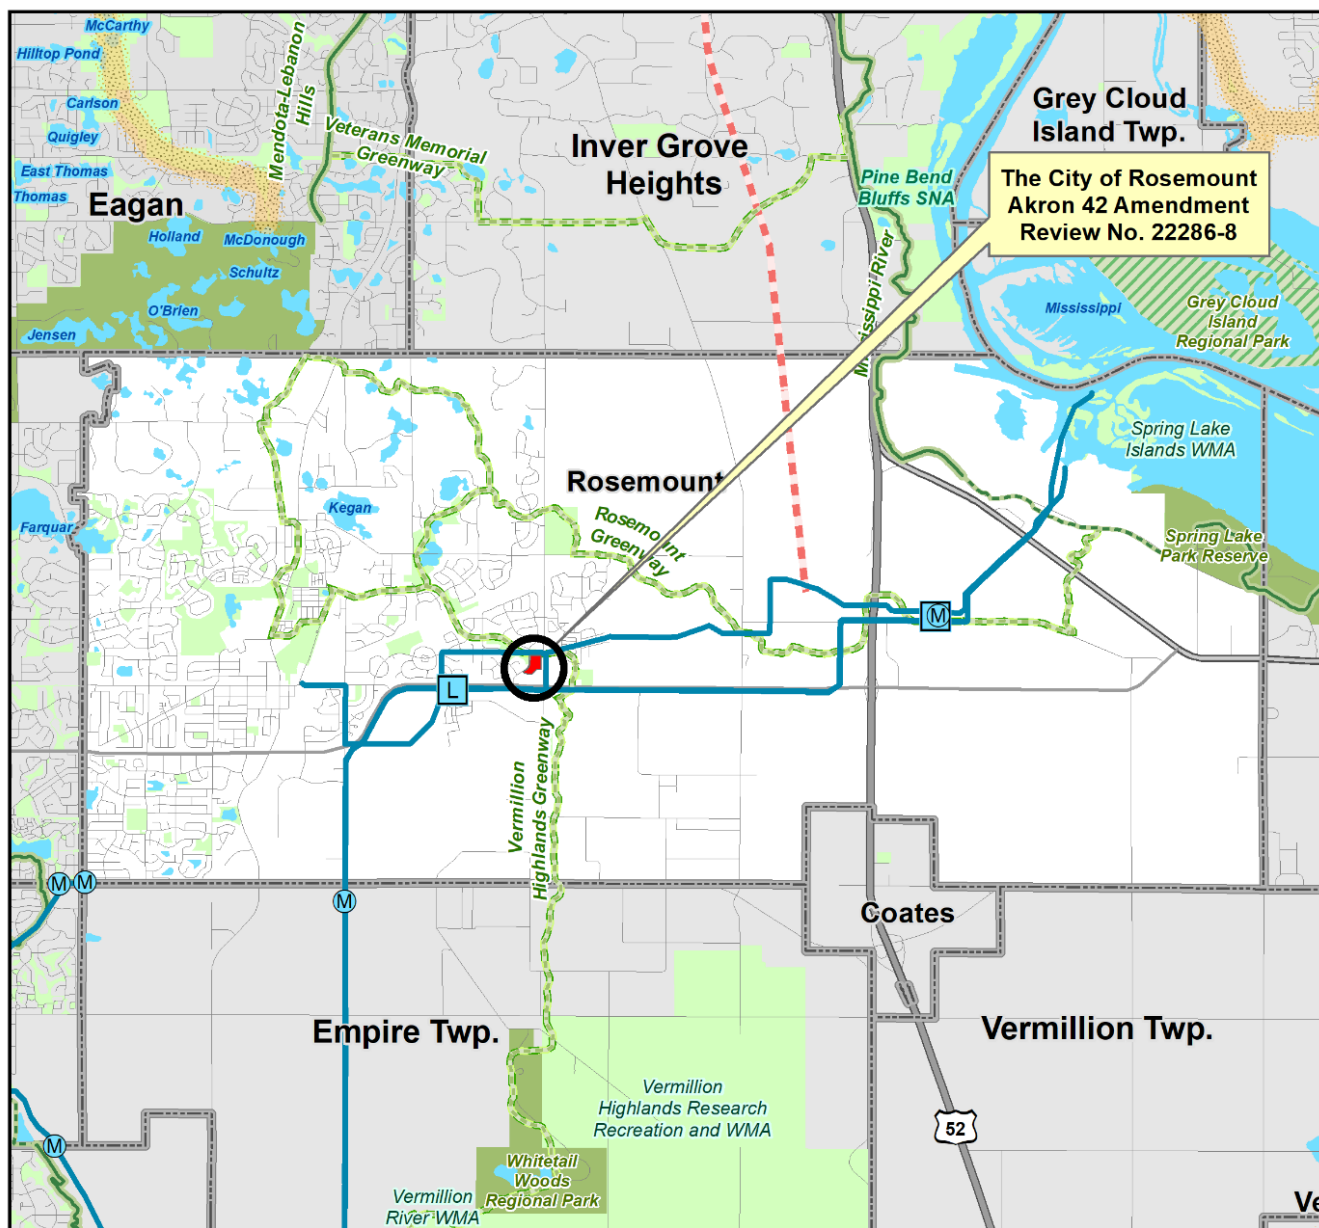 McCarthy
Hilltop Pond
Carlson
Quigley
East Thomas
Thomas
Eagan
Mendota-Lebanon
Hills
Veterans Memorial
Greenway
Inver Grove
Heights
Grey Cloud
Island Twp.
Pine Bend
Bluffs SNA
The City of Rosemount
Akron 42 Amendment
Review No. 22286-8
Holland
McDonough
Schultz
O'Brien
Jensen
Mississippi River
Mississippi
Grey Cloud
Island
Regional Park
Spring Lake
Islands WMA
Rosemount
Kegan
Farquar
Rosemount
Greenway
Spring Lake
Park Reserve
M
L
Vermillion
Highlands Greenway
M
M
M
Coates
Empire Twp.
Vermillion Twp.
Vermillion
Highlands Research
Recreation and WMA
52
M
Whitetail
Woods
Regional Park
Vermillion
River WMA
Ve